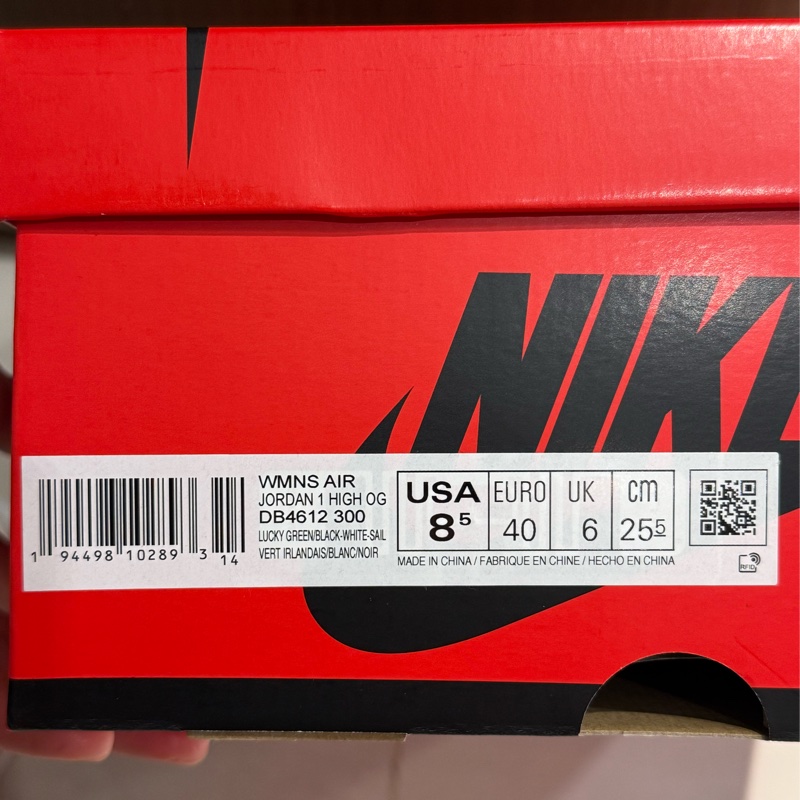 NIKE
WMNS AIR
JORDAN 1 HIGH OG
DB4612 300
LUCKY GREEN/BLACK-WHITE-SAIL
VERT IRLANDAIS/BLANC/NOIR
1 94498 10289 3 14
USA EURO UK cm
8⁵ 40 6 25⁵
MADE IN CHINA / FABRIQUE EN CHINE / HECHO EN CHINA
RFID